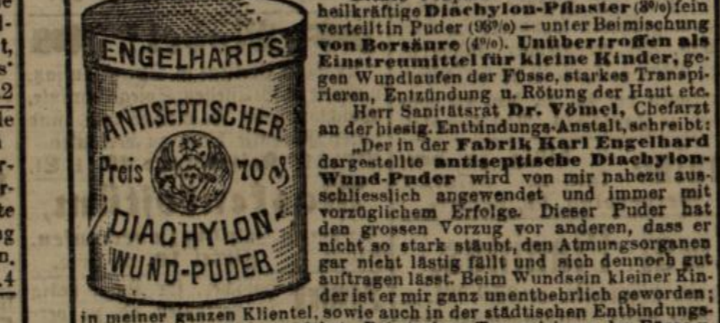 ENGELHARD'S
ANTISEPTISCHER
Preis 70 ₰
DIACHYLON-
WUND-PUDER
heilkräftige Diachylon-Pflaster (3%) fein
verteilt in Puder (93%) — unter Beimischung
von Borsäure (4%). Unübertroffen als
Einstreumittel für kleine Kinder, ge-
gen Wundlaufen der Füsse, starkes Transpi-
rieren, Entzündung u. Rötung der Haut etc.
Herr Sanitätsrat Dr. Vömel, Chefarzt
an der hiesig. Entbindungs-Anstalt, schreibt:
„Der in der Fabrik Karl Engelhard
dargestellte antiseptische Diachylon-
Wund-Puder wird von mir nahezu aus-
schliesslich angewendet und immer mit
vorzüglichem Erfolge. Dieser Puder hat
den grossen Vorzug vor anderen, dass er
nicht so stark stäubt, den Atmungsorganen
gar nicht lästig fällt und sich dennoch gut
auftragen lässt. Beim Wundsein kleiner Kin-
der ist er mir ganz unentbehrlich geworden;
in meiner ganzen Klientel, sowie auch in der städtischen Entbindungs-